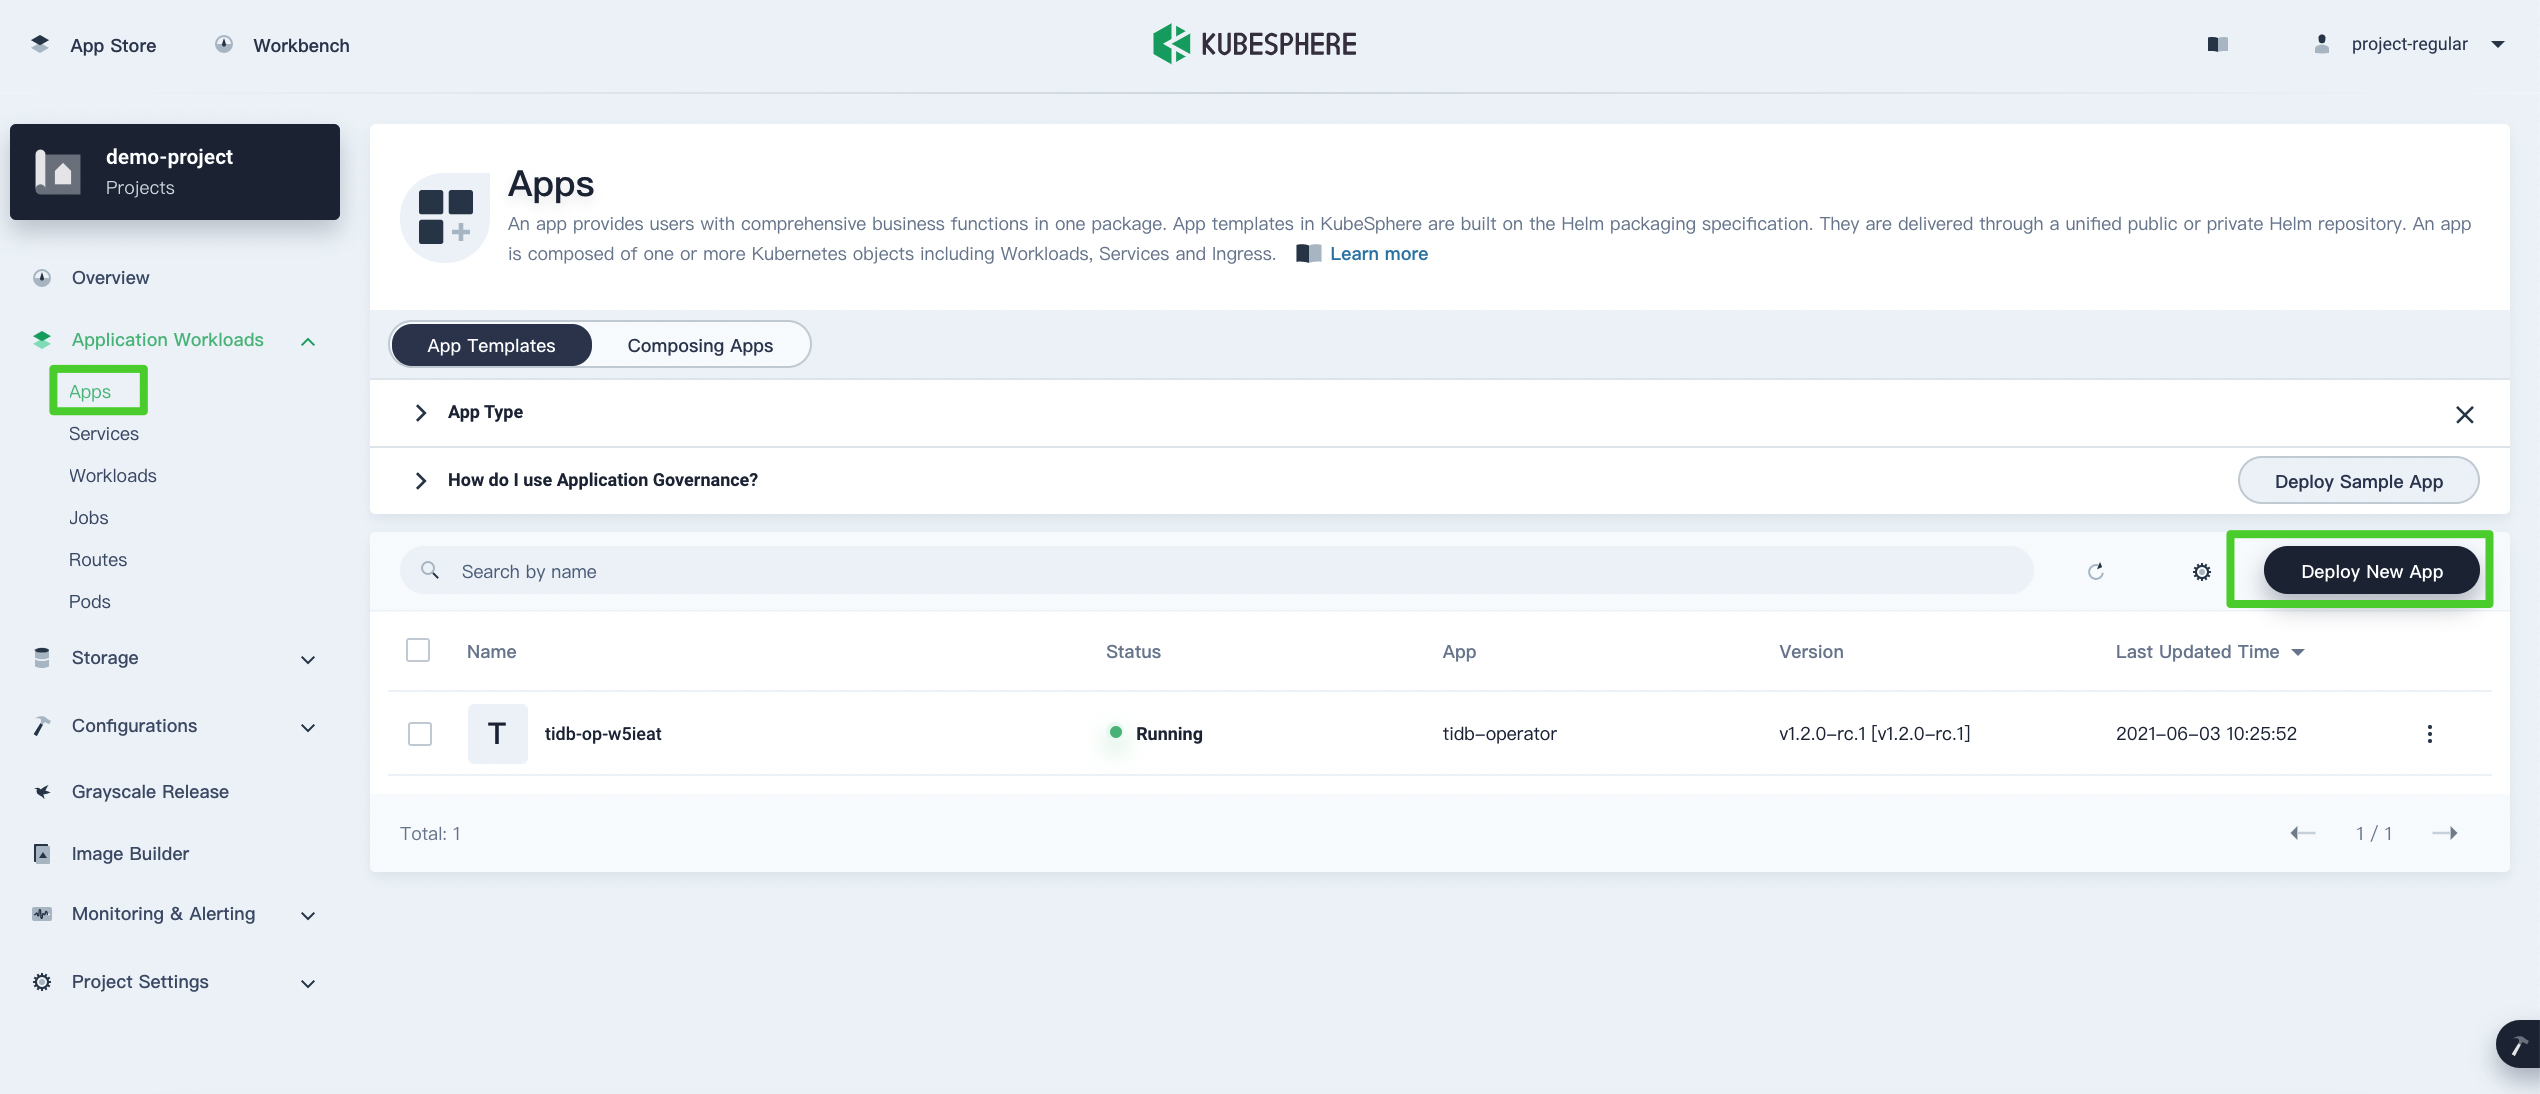 App Store
Workbench
KUBESPHERE
project-regular
demo-project
Projects
Overview
Application Workloads
Apps
Services
Workloads
Jobs
Routes
Pods
Storage
Configurations
Grayscale Release
Image Builder
Monitoring & Alerting
Project Settings
Apps
An app provides users with comprehensive business functions in one package. App templates in KubeSphere are built on the Helm packaging specification. They are delivered through a unified public or private Helm repository. An app
is composed of one or more Kubernetes objects including Workloads, Services and Ingress. Learn more
App Templates
Composing Apps
App Type
How do I use Application Governance?
Deploy Sample App
Search by name
Deploy New App
Name Status App Version Last Updated Time
T tidb-op-w5ieat Running tidb-operator v1.2.0-rc.1 [v1.2.0-rc.1] 2021-06-03 10:25:52
Total: 1
1 / 1